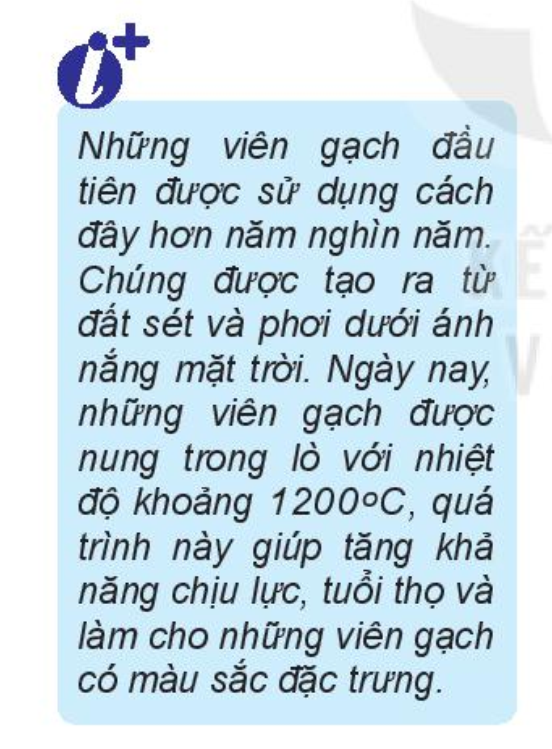 i+
Những viên gạch đầu
tiên được sử dụng cách
đây hơn năm nghìn năm.
Chúng được tạo ra từ
đất sét và phơi dưới ánh
nắng mặt trời. Ngày nay,
những viên gạch được
nung trong lò với nhiệt
độ khoảng 1200ºC, quá
trình này giúp tăng khả
năng chịu lực, tuổi thọ và
làm cho những viên gạch
có màu sắc đặc trưng.
KẾ
V